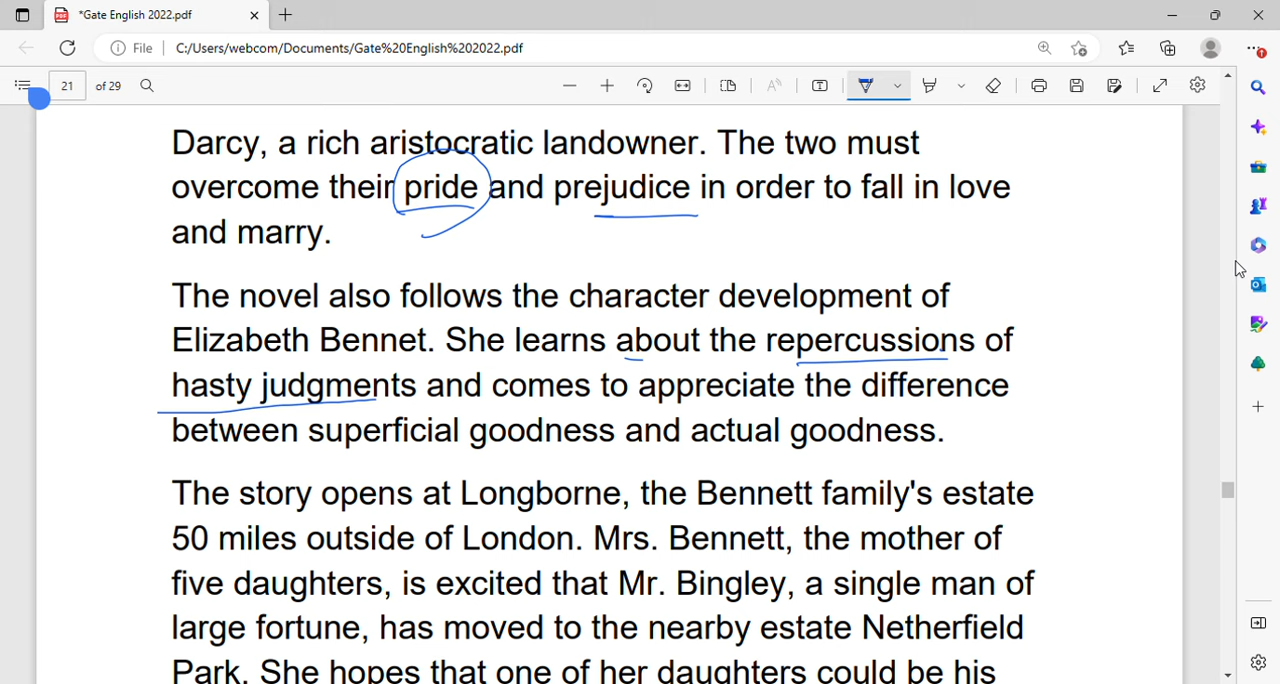 *Gate English 2022.pdf
File
C:/Users/webcom/Documents/Gate%20English%202022.pdf
21 of 29
Darcy, a rich aristocratic landowner. The two must
overcome their pride and prejudice in order to fall in love
and marry.
The novel also follows the character development of
Elizabeth Bennet. She learns about the repercussions of
hasty judgments and comes to appreciate the difference
between superficial goodness and actual goodness.
The story opens at Longborne, the Bennett family's estate
50 miles outside of London. Mrs. Bennett, the mother of
five daughters, is excited that Mr. Bingley, a single man of
large fortune, has moved to the nearby estate Netherfield
Park. She hopes that one of her daughters could be his